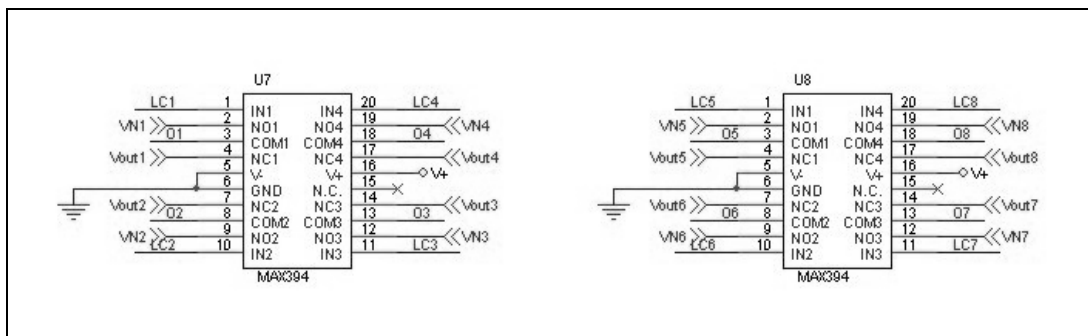 U7
LC1 1 IN1 IN4 20 LC4
VN1 2 NO1 NO4 19 VN4
O1 3 COM1 COM4 18 O4
Vout1 4 NC1 NC4 17 Vout4
5 V- V+ 16 V+
6 GND N.C. 15
Vout2 7 NC2 NC3 14 Vout3
O2 8 COM2 COM3 13 O3
VN2 9 NO2 NO3 12 VN3
LC2 10 IN2 IN3 11 LC3
MAX394
U8
LC5 1 IN1 IN4 20 LC8
VN5 2 NO1 NO4 19 VN8
O5 3 COM1 COM4 18 O8
Vout5 4 NC1 NC4 17 Vout8
5 V- V+ 16 V+
6 GND N.C. 15
Vout6 7 NC2 NC3 14 Vout7
O6 8 COM2 COM3 13 O7
VN6 9 NO2 NO3 12 VN7
LC6 10 IN2 IN3 11 LC7
MAX394